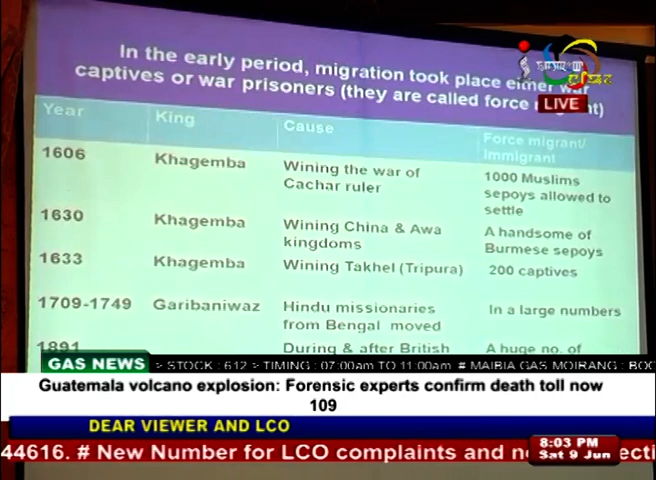 In the early period, migration took place either war
captives or war prisoners (they are called force
LIVE
Year King Cause Force migrant/
Immigrant
1606 Khagemba Wining the war of
Cachar ruler
1000 Muslims
sepoys allowed to
settle
1630 Khagemba Wining China & Awa
kingdoms
A handsome of
Burmese sepoys
1633 Khagemba Wining Takhel (Tripura) 200 captives
1709-1749 Garibaniwaz Hindu missionaries
from Bengal moved
In a large numbers
1891 During & after British A huge no. of
GAS NEWS > STOCK : 612 > TIMING : 07:00am TO 11:00am # MAIBIA GAS MOIRANG :
Guatemala volcano explosion: Forensic experts confirm death toll now
109
DEAR VIEWER AND LCO
44616. # New Number for LCO complaints and
8:03 PM
Sat 9 Jun